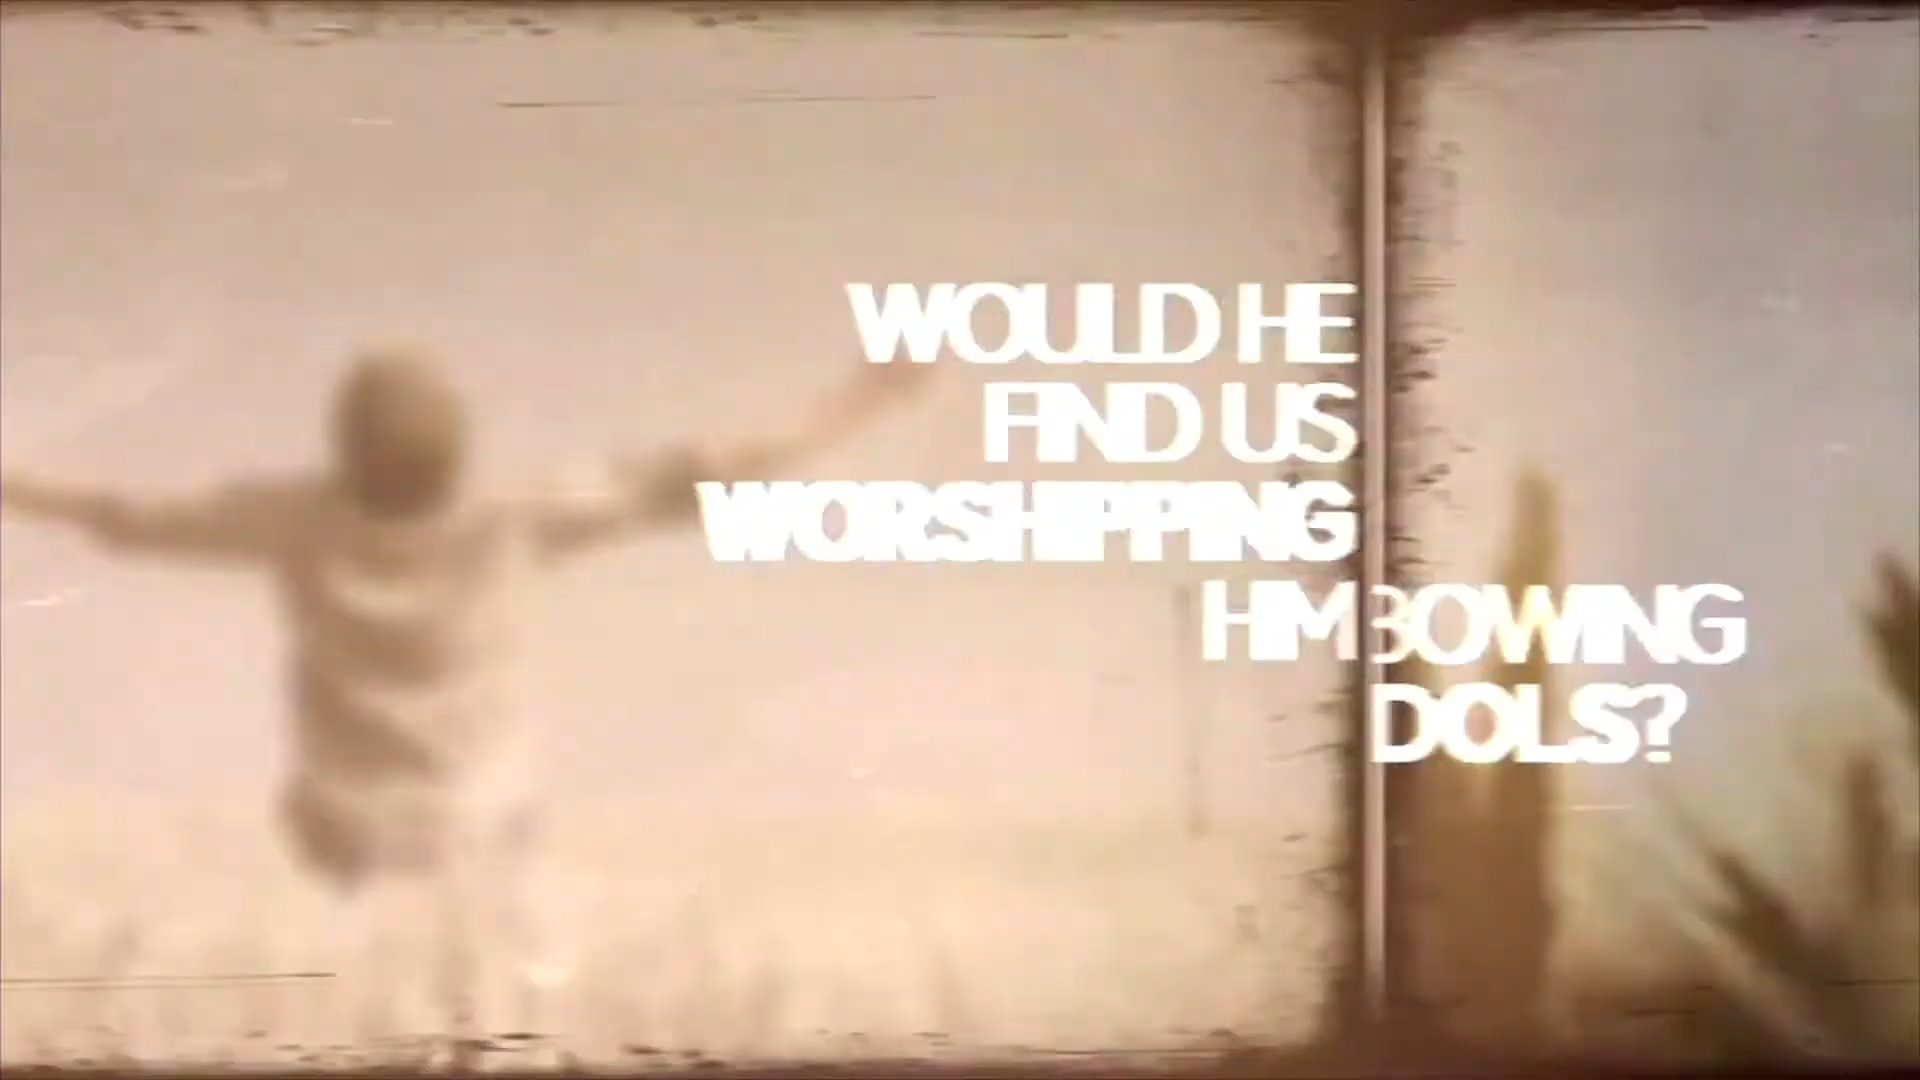 WOULD HE
FIND US
WORSHIPPING
HIM BOWING
DOLS?